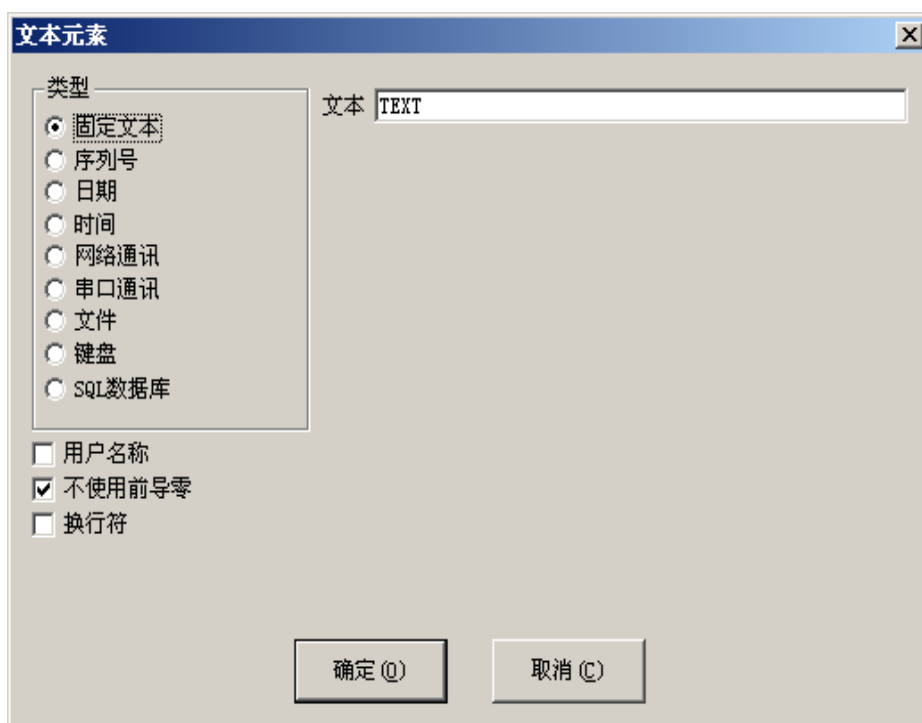 文本元素
类型
固定文本
序列号
日期
时间
网络通讯
串口通讯
文件
键盘
SQL数据库
文本 TEXT
用户名称
不使用前导零
换行符
确定(O) 取消(C)